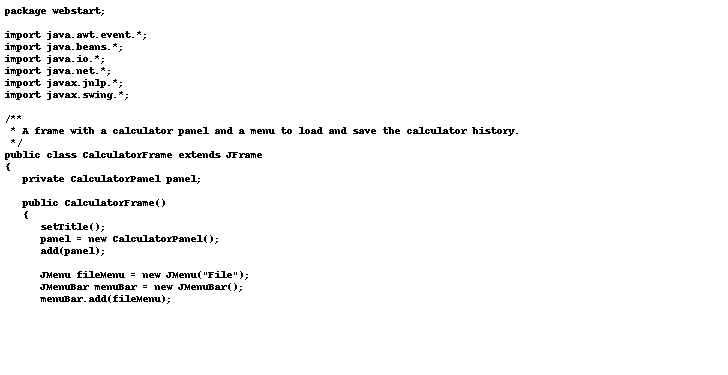 package webstart;

import java.awt.event.*;
import java.beans.*;
import java.io.*;
import java.net.*;
import javax.jnlp.*;
import javax.swing.*;

/**
 * A frame with a calculator panel and a menu to load and save the calculator history.
 */
public class CalculatorFrame extends JFrame
{
   private CalculatorPanel panel;

   public CalculatorFrame()
   {
      setTitle();
      panel = new CalculatorPanel();
      add(panel);

      JMenu fileMenu = new JMenu("File");
      JMenuBar menuBar = new JMenuBar();
      menuBar.add(fileMenu);